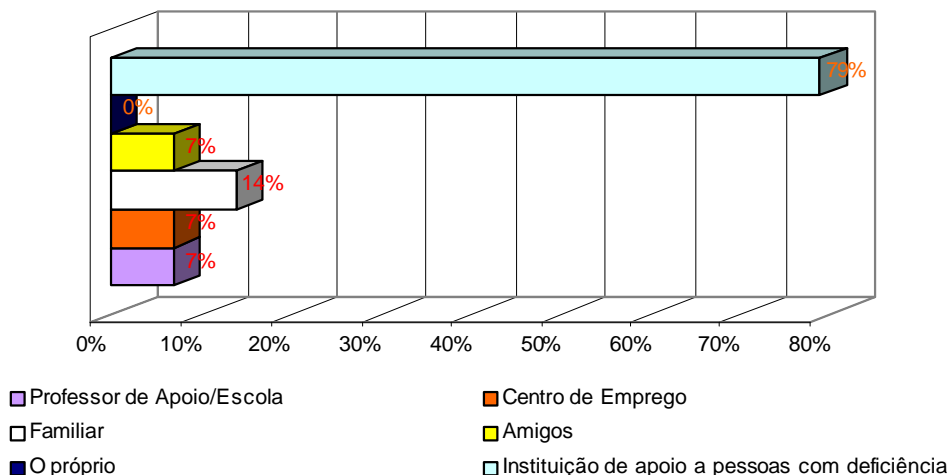 79%
0%
7%
14%
7%
7%
0% 10% 20% 30% 40% 50% 60% 70% 80%
Professor de Apoio/Escola Centro de Emprego
Familiar Amigos
O próprio Instituição de apoio a pessoas com deficiência